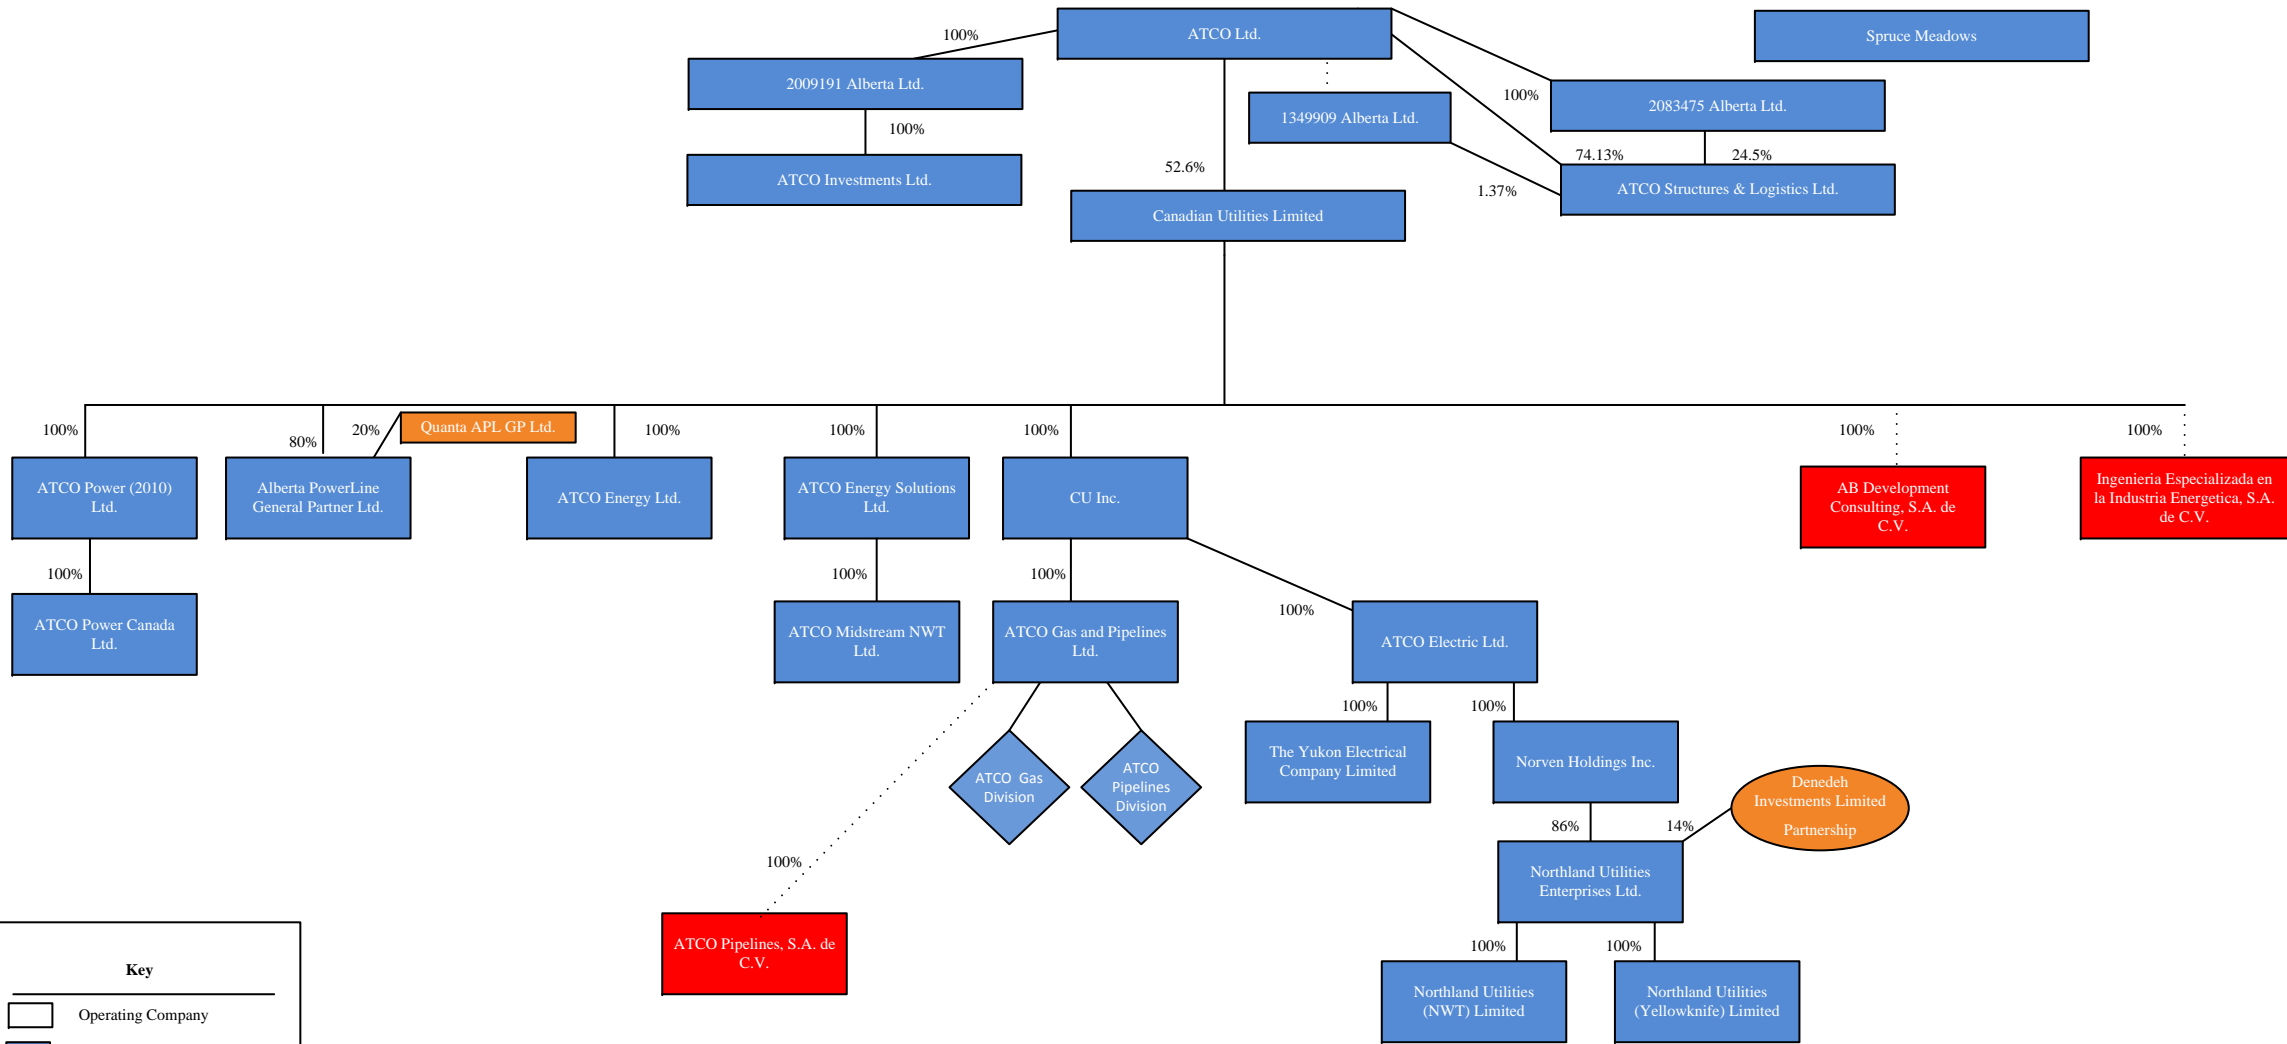 ATCO Ltd.
Spruce Meadows
100%
2009191 Alberta Ltd.
100%
2083475 Alberta Ltd.
1349909 Alberta Ltd.
100%
74.13%
24.5%
52.6%
ATCO Investments Ltd.
1.37%
ATCO Structures & Logistics Ltd.
Canadian Utilities Limited
100%
80%
20%
Quanta APL GP Ltd.
100%
100%
100%
100%
100%
ATCO Power (2010)
Ltd.
Alberta PowerLine
General Partner Ltd.
ATCO Energy Ltd.
ATCO Energy Solutions
Ltd.
CU Inc.
AB Development
Consulting, S.A. de
C.V.
Ingenieria Especializada en
la Industria Energetica, S.A.
de C.V.
100%
100%
100%
100%
ATCO Power Canada
Ltd.
ATCO Midstream NWT
Ltd.
ATCO Gas and Pipelines
Ltd.
ATCO Electric Ltd.
100%
100%
ATCO  Gas
Division
ATCO
Pipelines
Division
The Yukon Electrical
Company Limited
Norven Holdings Inc.
Denedeh
Investments Limited
Partnership
86%
14%
100%
Northland Utilities
Enterprises Ltd.
ATCO Pipelines, S.A. de
C.V.
100%
100%
Northland Utilities
(NWT) Limited
Northland Utilities
(Yellowknife) Limited
Key
Operating Company